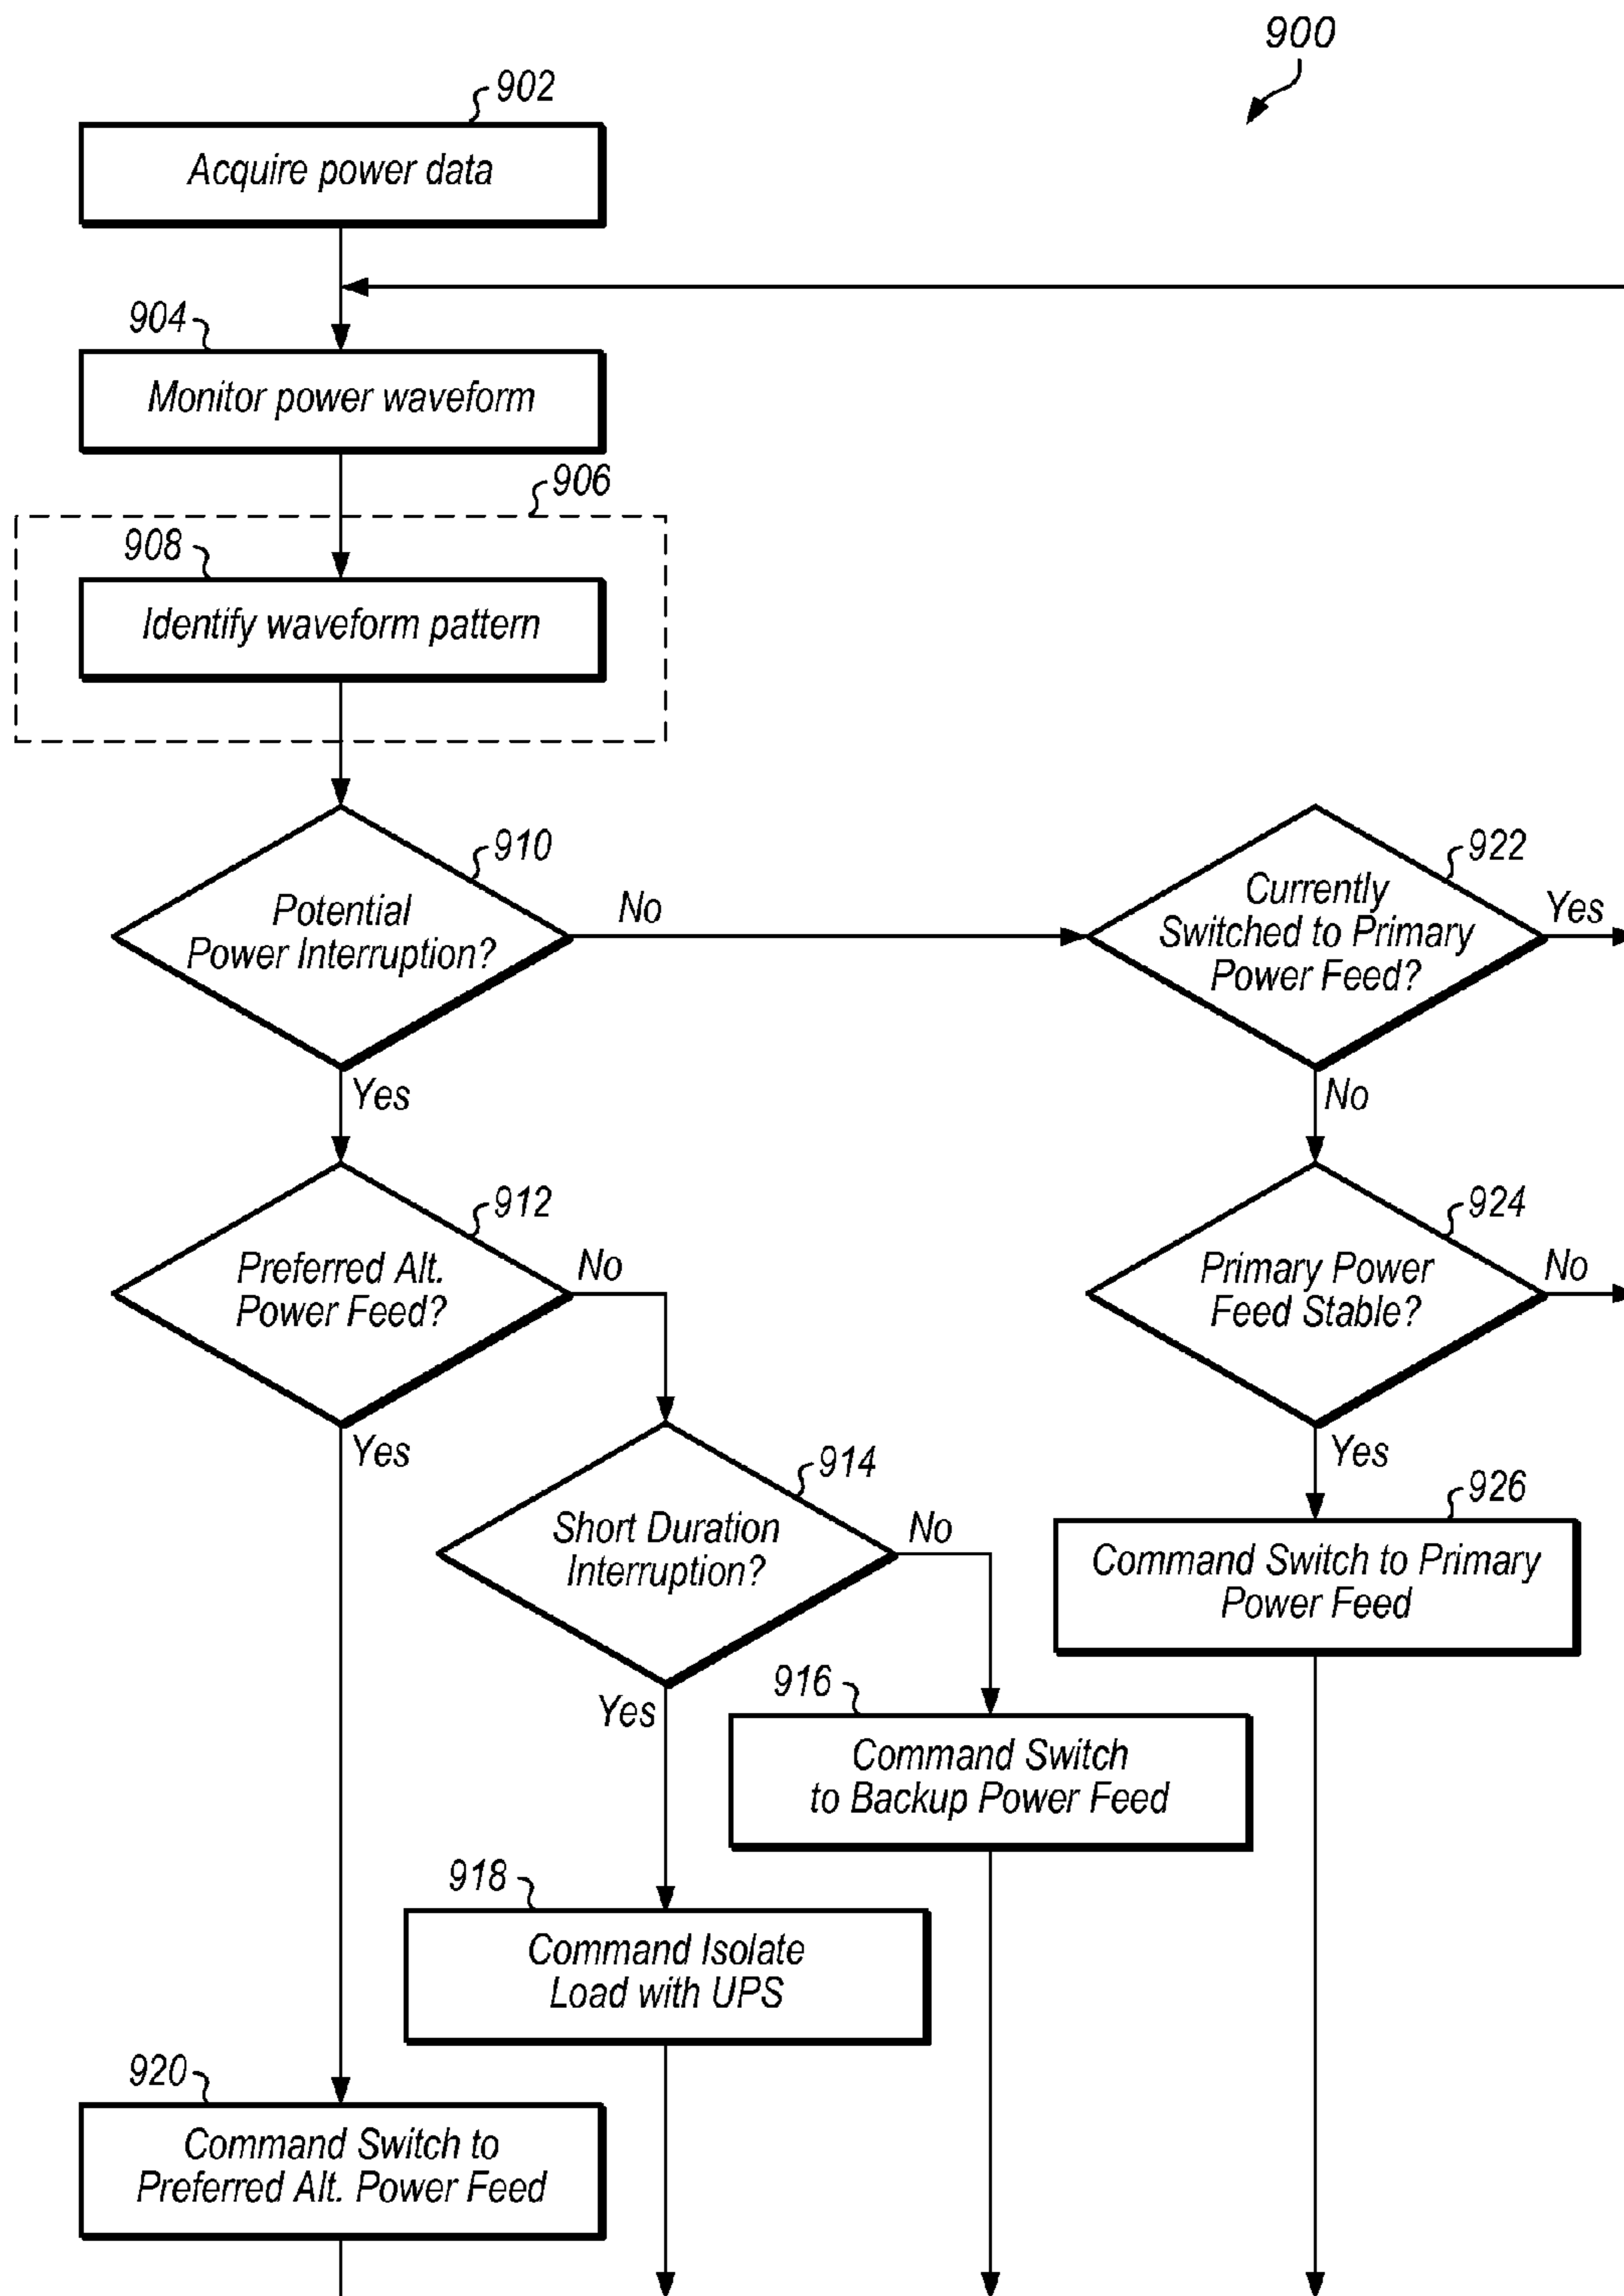 900
902
Acquire power data
904
Monitor power waveform
906
908
Identify waveform pattern
910
Potential
Power Interruption?
No
Yes
922
Currently
Switched to Primary
Power Feed?
Yes
No
912
Preferred Alt.
Power Feed?
No
Yes
924
Primary Power
Feed Stable?
No
Yes
914
Short Duration
Interruption?
No
Yes
926
Command Switch to Primary
Power Feed
916
Command Switch
to Backup Power Feed
918
Command Isolate
Load with UPS
920
Command Switch to
Preferred Alt. Power Feed